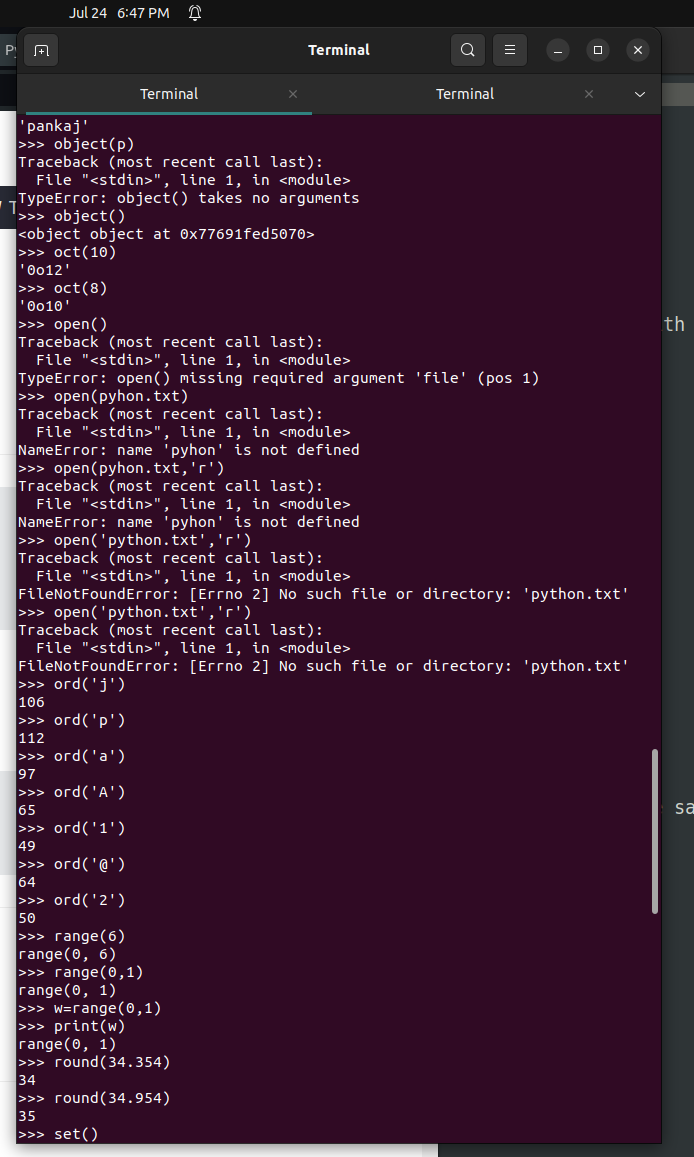 Jul 24 6:47 PM
Terminal
Terminal
Terminal
'pankaj'
>>> object(p)
Traceback (most recent call last):
  File "<stdin>", line 1, in <module>
TypeError: object() takes no arguments
>>> object()
<object object at 0x77691fed5070>
>>> oct(10)
'0o12'
>>> oct(8)
'0o10'
>>> open()
Traceback (most recent call last):
  File "<stdin>", line 1, in <module>
TypeError: open() missing required argument 'file' (pos 1)
>>> open(pyhon.txt)
Traceback (most recent call last):
  File "<stdin>", line 1, in <module>
NameError: name 'pyhon' is not defined
>>> open(pyhon.txt,'r')
Traceback (most recent call last):
  File "<stdin>", line 1, in <module>
NameError: name 'pyhon' is not defined
>>> open('python.txt','r')
Traceback (most recent call last):
  File "<stdin>", line 1, in <module>
FileNotFoundError: [Errno 2] No such file or directory: 'python.txt'
>>> open('python.txt','r')
Traceback (most recent call last):
  File "<stdin>", line 1, in <module>
FileNotFoundError: [Errno 2] No such file or directory: 'python.txt'
>>> ord('j')
106
>>> ord('p')
112
>>> ord('a')
97
>>> ord('A')
65
>>> ord('1')
49
>>> ord('@')
64
>>> ord('2')
50
>>> range(6)
range(0, 6)
>>> range(0,1)
range(0, 1)
>>> w=range(0,1)
>>> print(w)
range(0, 1)
>>> round(34.354)
34
>>> round(34.954)
35
>>> set()